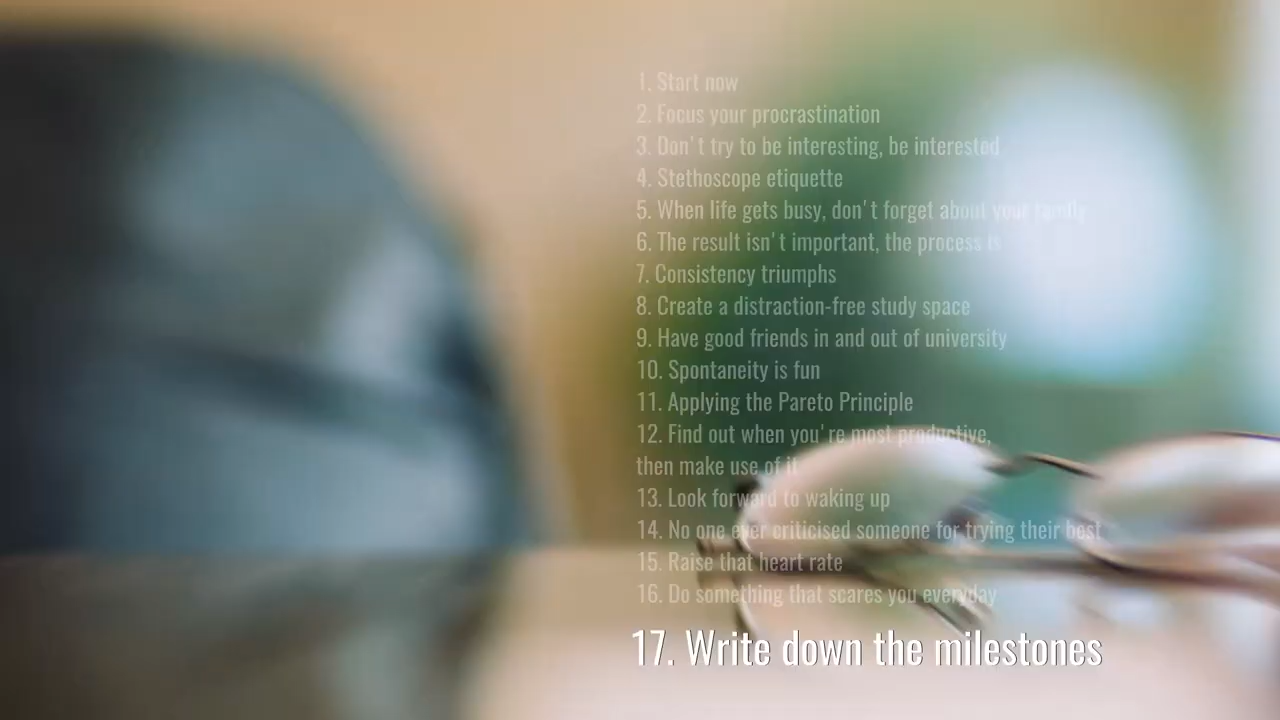 1. Start now
2. Focus your procrastination
3. Don't try to be interesting, be interested
4. Stethoscope etiquette
5. When life gets busy, don't forget about your family
6. The result isn't important, the process is
7. Consistency triumphs
8. Create a distraction-free study space
9. Have good friends in and out of university
10. Spontaneity is fun
11. Applying the Pareto Principle
12. Find out when you're most productive,
then make use of it
13. Look forward to waking up
14. No one ever criticised someone for trying their best
15. Raise that heart rate
16. Do something that scares you everyday
17. Write down the milestones